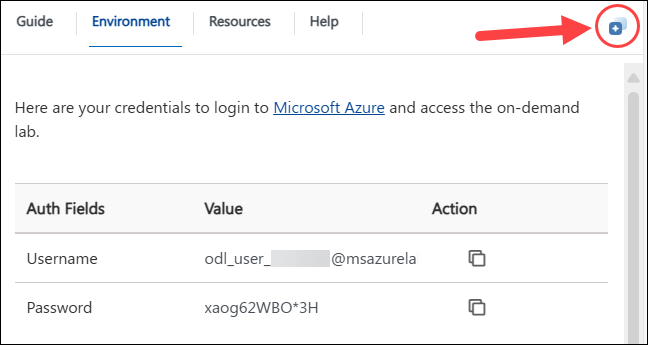 Guide Environment Resources Help
Here are your credentials to login to Microsoft Azure and access the on-demand
lab.
Auth Fields Value Action
Username odl_user_ @msazurela
Password xaog62WBO*3H